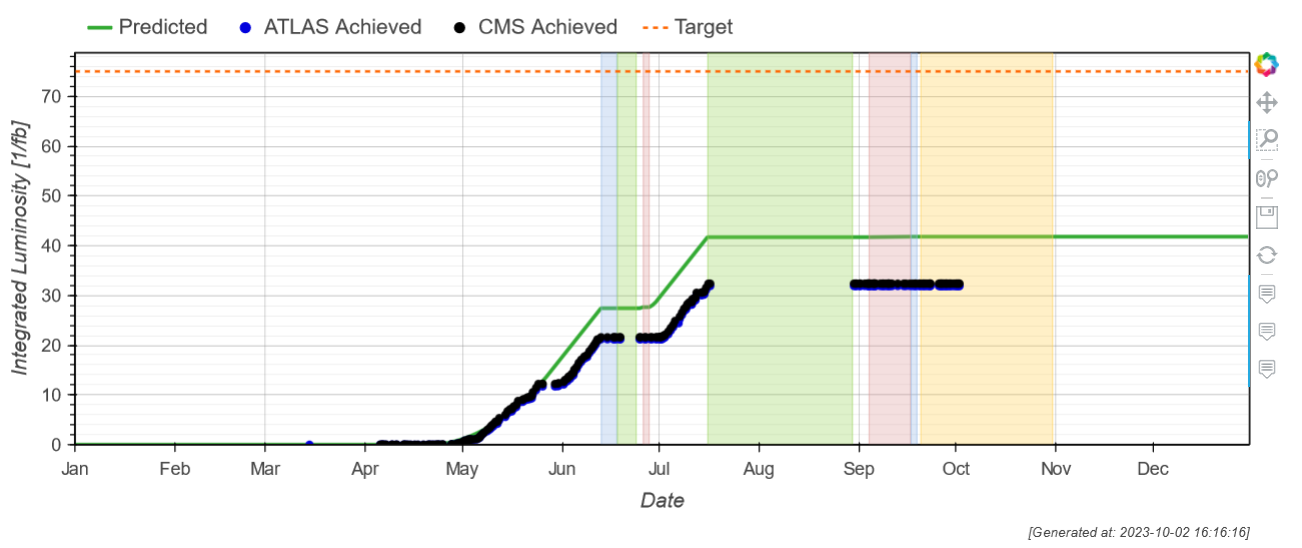 Predicted ATLAS Achieved CMS Achieved Target
Integrated Luminosity [1/fb]
70
60
50
40
30
20
10
0
Jan Feb Mar Apr May Jun Jul Aug Sep Oct Nov Dec
Date
[Generated at: 2023-10-02 16:16:16]